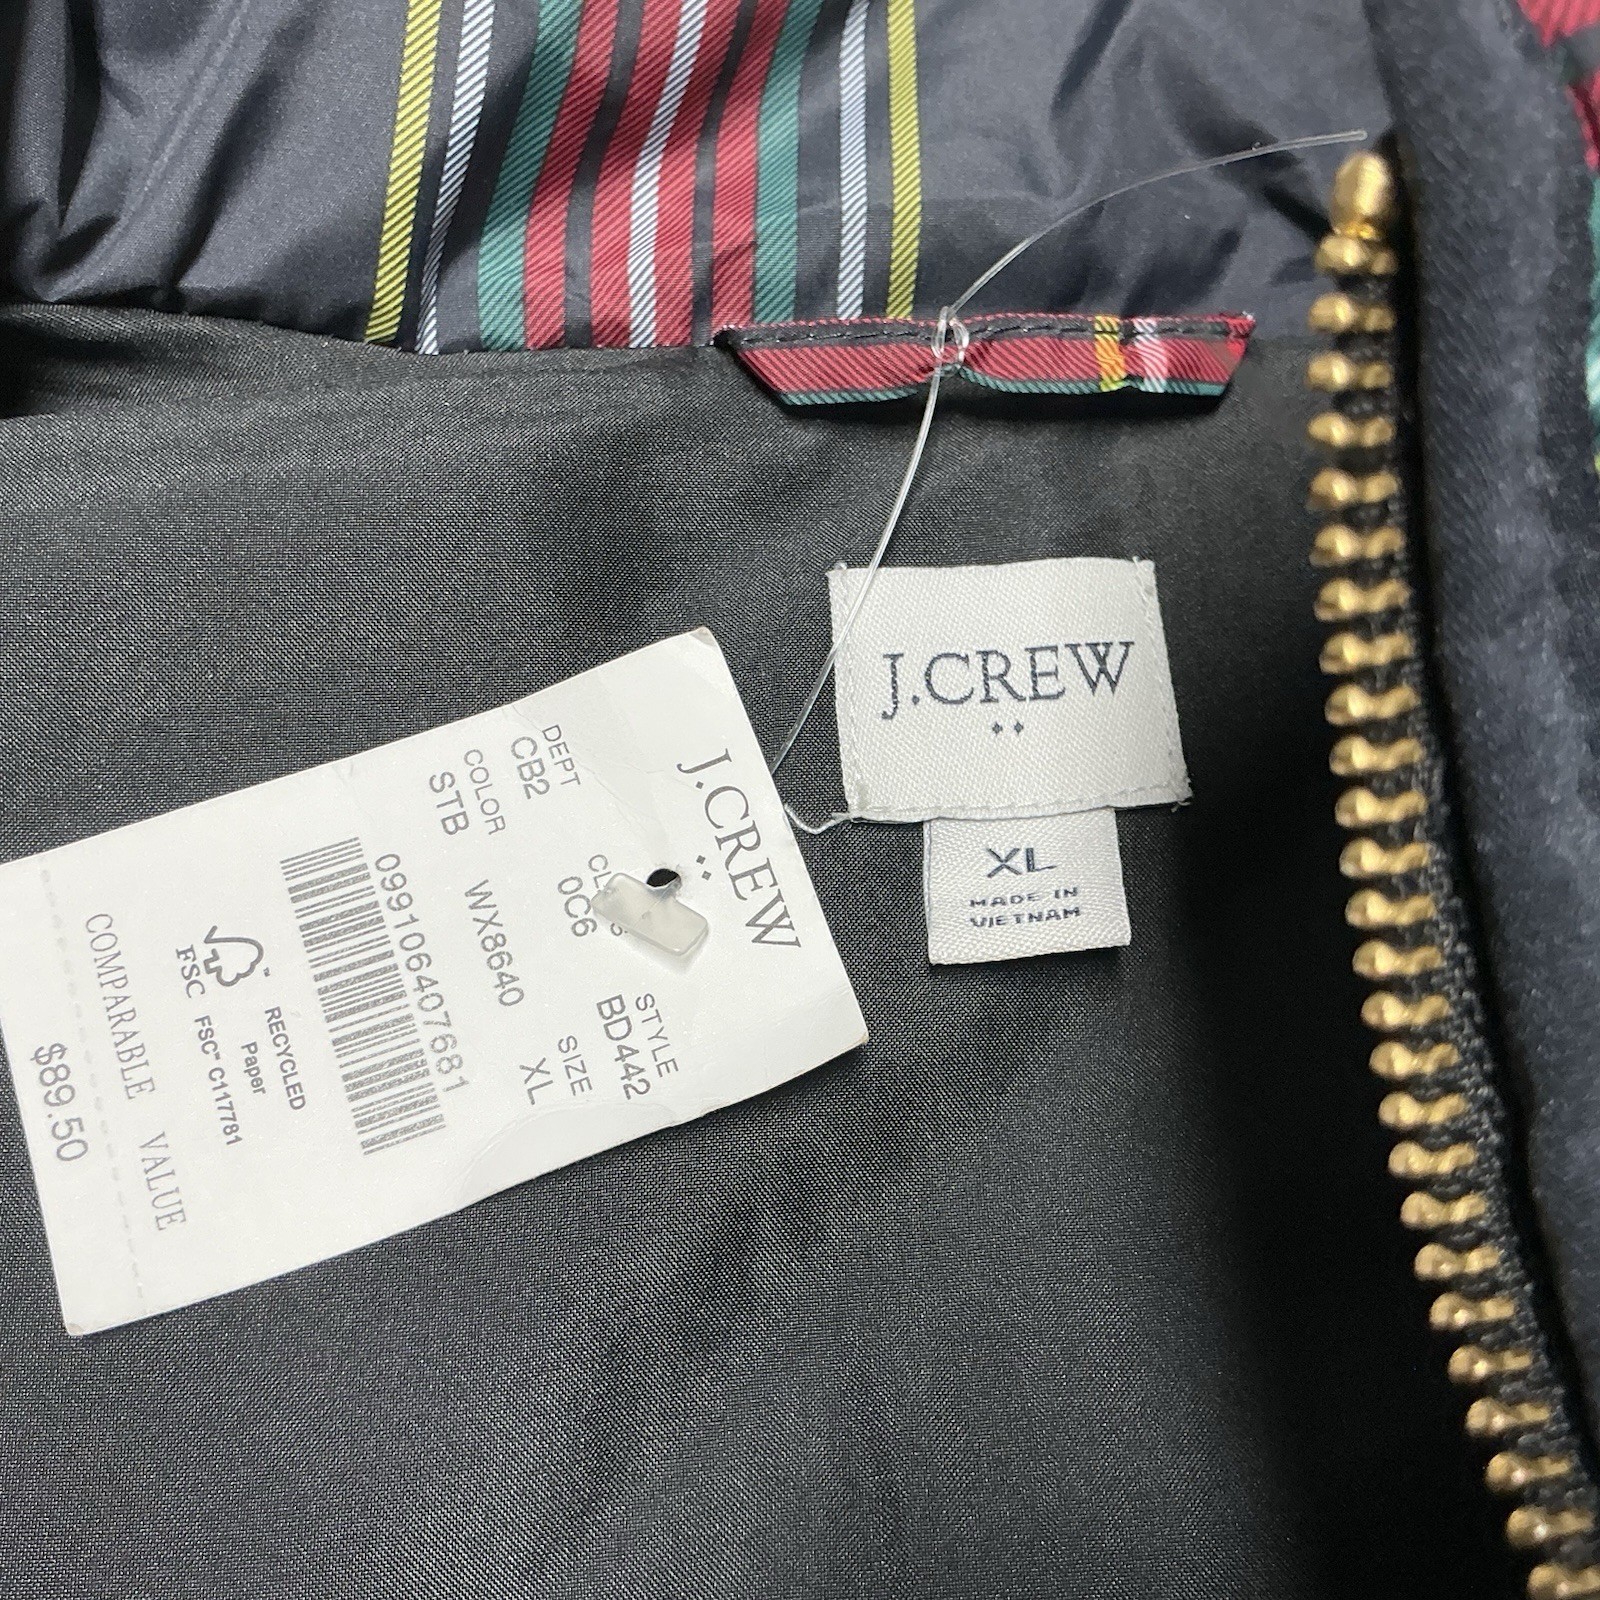 J.CREW
XL
MADE IN
VIETNAM
J.CREW
DEPT
CB2
STYLE
BD442
0C6
COLOR
STB
WX8640
SIZE
XL
099106407681
RECYCLED
Paper
FSC
FSC™ C117781
COMPARABLE VALUE
$89.50